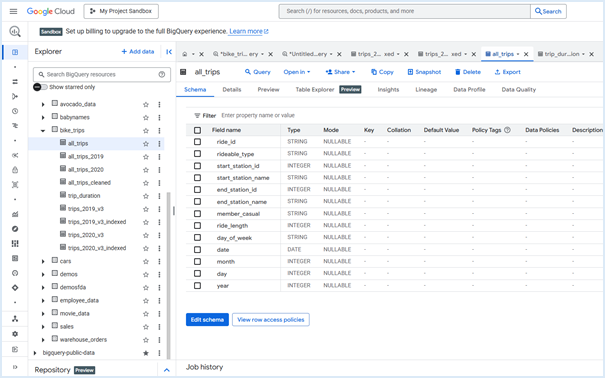 Google Cloud
My Project Sandbox
Search (/) for resources, docs, products, and more
Search
Sandbox Set up billing to upgrade to the full BigQuery experience. Learn more
Explorer
+ Add data
*bike_tri... ery
*Untitled...ery
trips_2... xed
trips_2... xed
all_trips
trip_dur...ion
Search BigQuery resources
Show starred only
avocado_data
babynames
bike_trips
all_trips
all_trips_2019
all_trips_2020
all_trips_cleaned
trip_duration
trips_2019_v3
trips_2019_v3_indexed
trips_2020_v3
trips_2020_v3_indexed
cars
demos
demosfda
employee_data
movie_data
sales
warehouse_orders
bigquery-public-data
Repository Preview
all_trips
Query Open in Share Copy Snapshot Delete Export
Schema Details Preview Table Explorer Preview Insights Lineage Data Profile Data Quality
Filter Enter property name or value
Field name Type Mode Key Collation Default Value Policy Tags Data Policies Description
ride_id STRING NULLABLE - - - - - -
rideable_type STRING NULLABLE - - - - - -
start_station_id INTEGER NULLABLE - - - - - -
start_station_name STRING NULLABLE - - - - - -
end_station_id INTEGER NULLABLE - - - - - -
end_station_name STRING NULLABLE - - - - - -
member_casual STRING NULLABLE - - - - - -
ride_length INTEGER NULLABLE - - - - - -
day_of_week STRING NULLABLE - - - - - -
date DATE NULLABLE - - - - - -
month INTEGER NULLABLE - - - - - -
day INTEGER NULLABLE - - - - - -
year INTEGER NULLABLE - - - - - -
Edit schema View row access policies
Job history